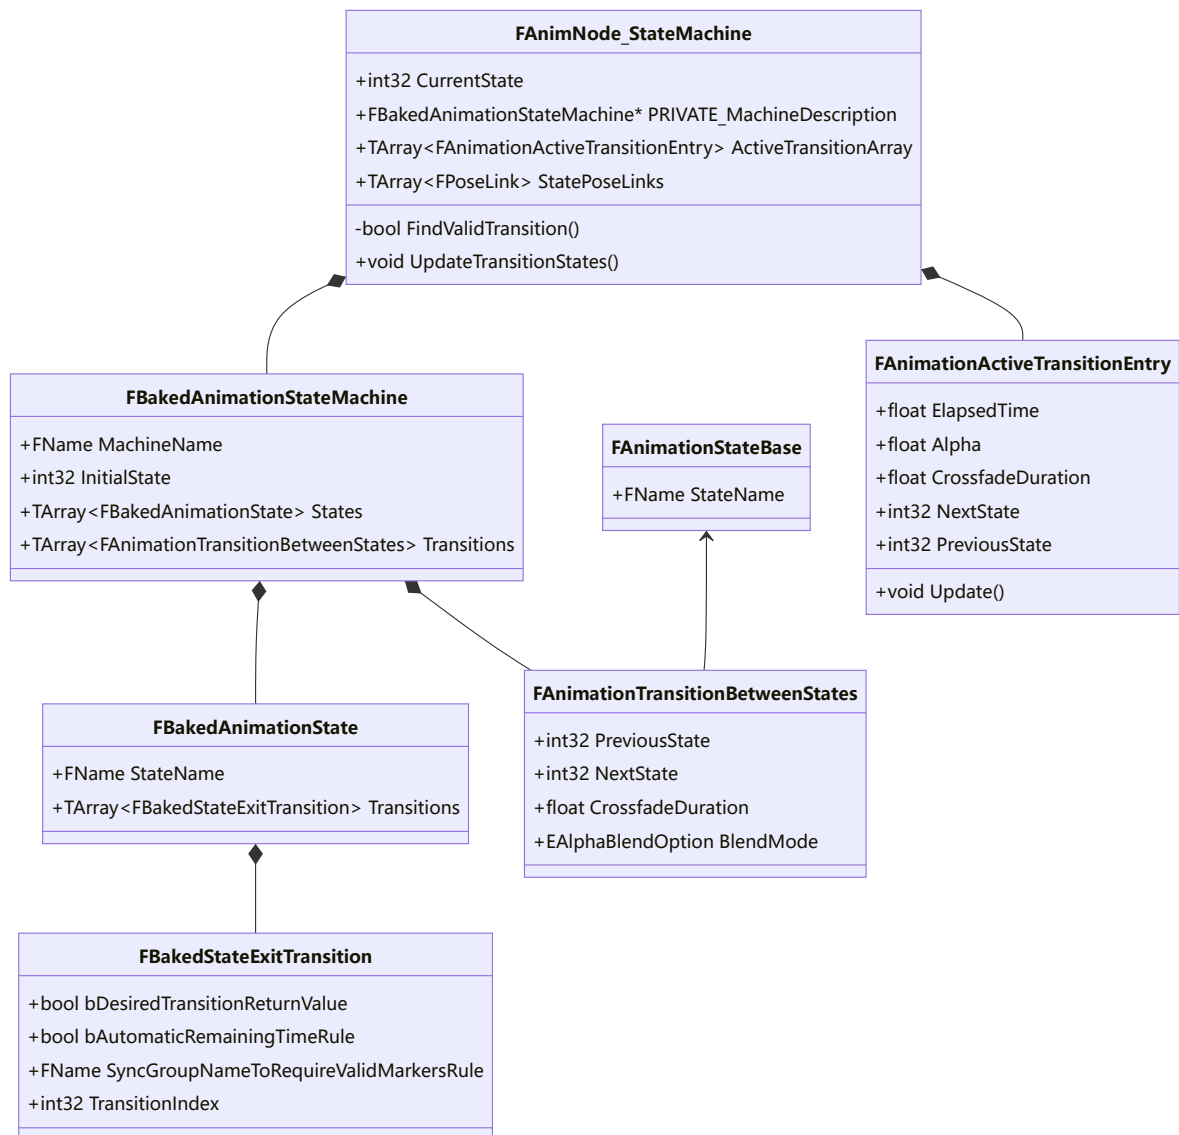 FAnimNode_StateMachine
+int32 CurrentState
+FBakedAnimationStateMachine* PRIVATE_MachineDescription
+TArray<FAnimationActiveTransitionEntry> ActiveTransitionArray
+TArray<FPoseLink> StatePoseLinks
-bool FindValidTransition()
+void UpdateTransitionStates()
FBakedAnimationStateMachine
+FName MachineName
+int32 InitialState
+TArray<FBakedAnimationState> States
+TArray<FAnimationTransitionBetweenStates> Transitions
FAnimationStateBase
+FName StateName
FAnimationActiveTransitionEntry
+float ElapsedTime
+float Alpha
+float CrossfadeDuration
+int32 NextState
+int32 PreviousState
+void Update()
FBakedAnimationState
+FName StateName
+TArray<FBakedStateExitTransition> Transitions
FAnimationTransitionBetweenStates
+int32 PreviousState
+int32 NextState
+float CrossfadeDuration
+EAlphaBlendOption BlendMode
FBakedStateExitTransition
+bool bDesiredTransitionReturnValue
+bool bAutomaticRemainingTimeRule
+FName SyncGroupNameToRequireValidMarkersRule
+int32 TransitionIndex